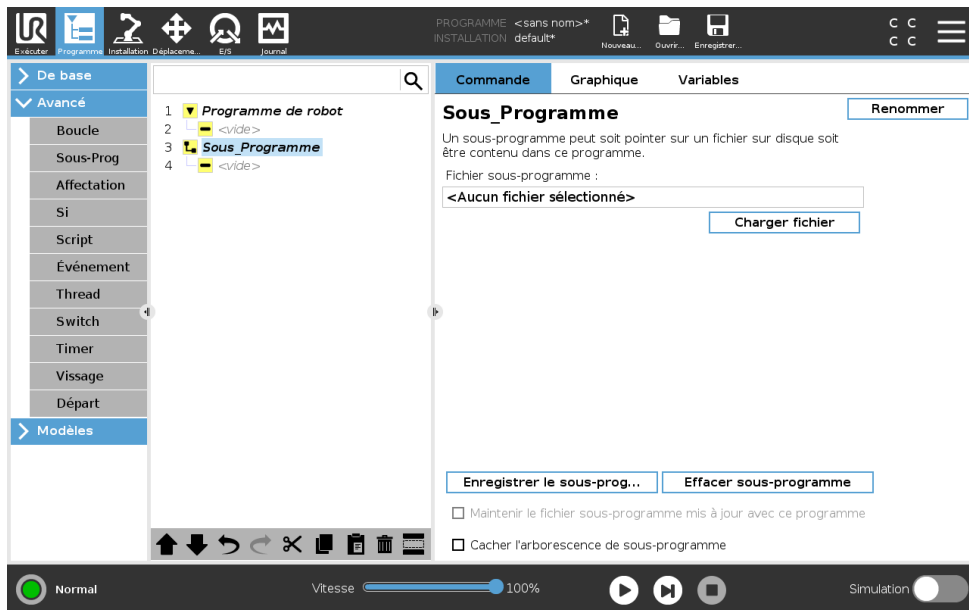 UR
Exécuter
Programme
Installation
Déplaceme...
E/S
Journal
PROGRAMME <sans nom>*
INSTALLATION default*
Nouveau...
Ouvrir...
Enregistrer...
C C
C C
De base
Avancé
Boucle
Sous-Prog
Affectation
Si
Script
Événement
Thread
Switch
Timer
Vissage
Départ
Modèles
1 Programme de robot
2 <vide>
3 Sous_Programme
4 <vide>
Commande
Graphique
Variables
Sous_Programme
Renommer
Un sous-programme peut soit pointer sur un fichier sur disque soit
être contenu dans ce programme.
Fichier sous-programme :
<Aucun fichier sélectionné>
Charger fichier
Enregistrer le sous-prog...
Effacer sous-programme
Maintenir le fichier sous-programme mis à jour avec ce programme
Cacher l'arborescence de sous-programme
Normal
Vitesse
100%
Simulation